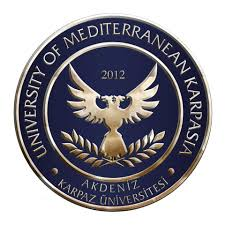 UNIVERSITY OF MEDITERRANEAN KARPASIA
2012
AKDENİZ
KARPAZ ÜNİVERSİTESİ